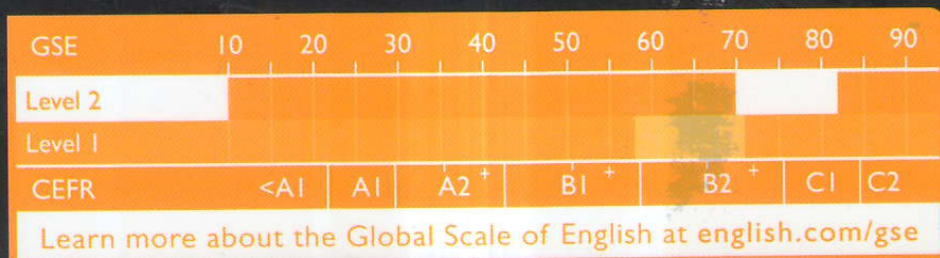 GSE 10 20 30 40 50 60 70 80 90
Level 2
Level 1
CEFR <A1 A1 A2 + B1 + B2 + C1 C2
Learn more about the Global Scale of English at english.com/gse